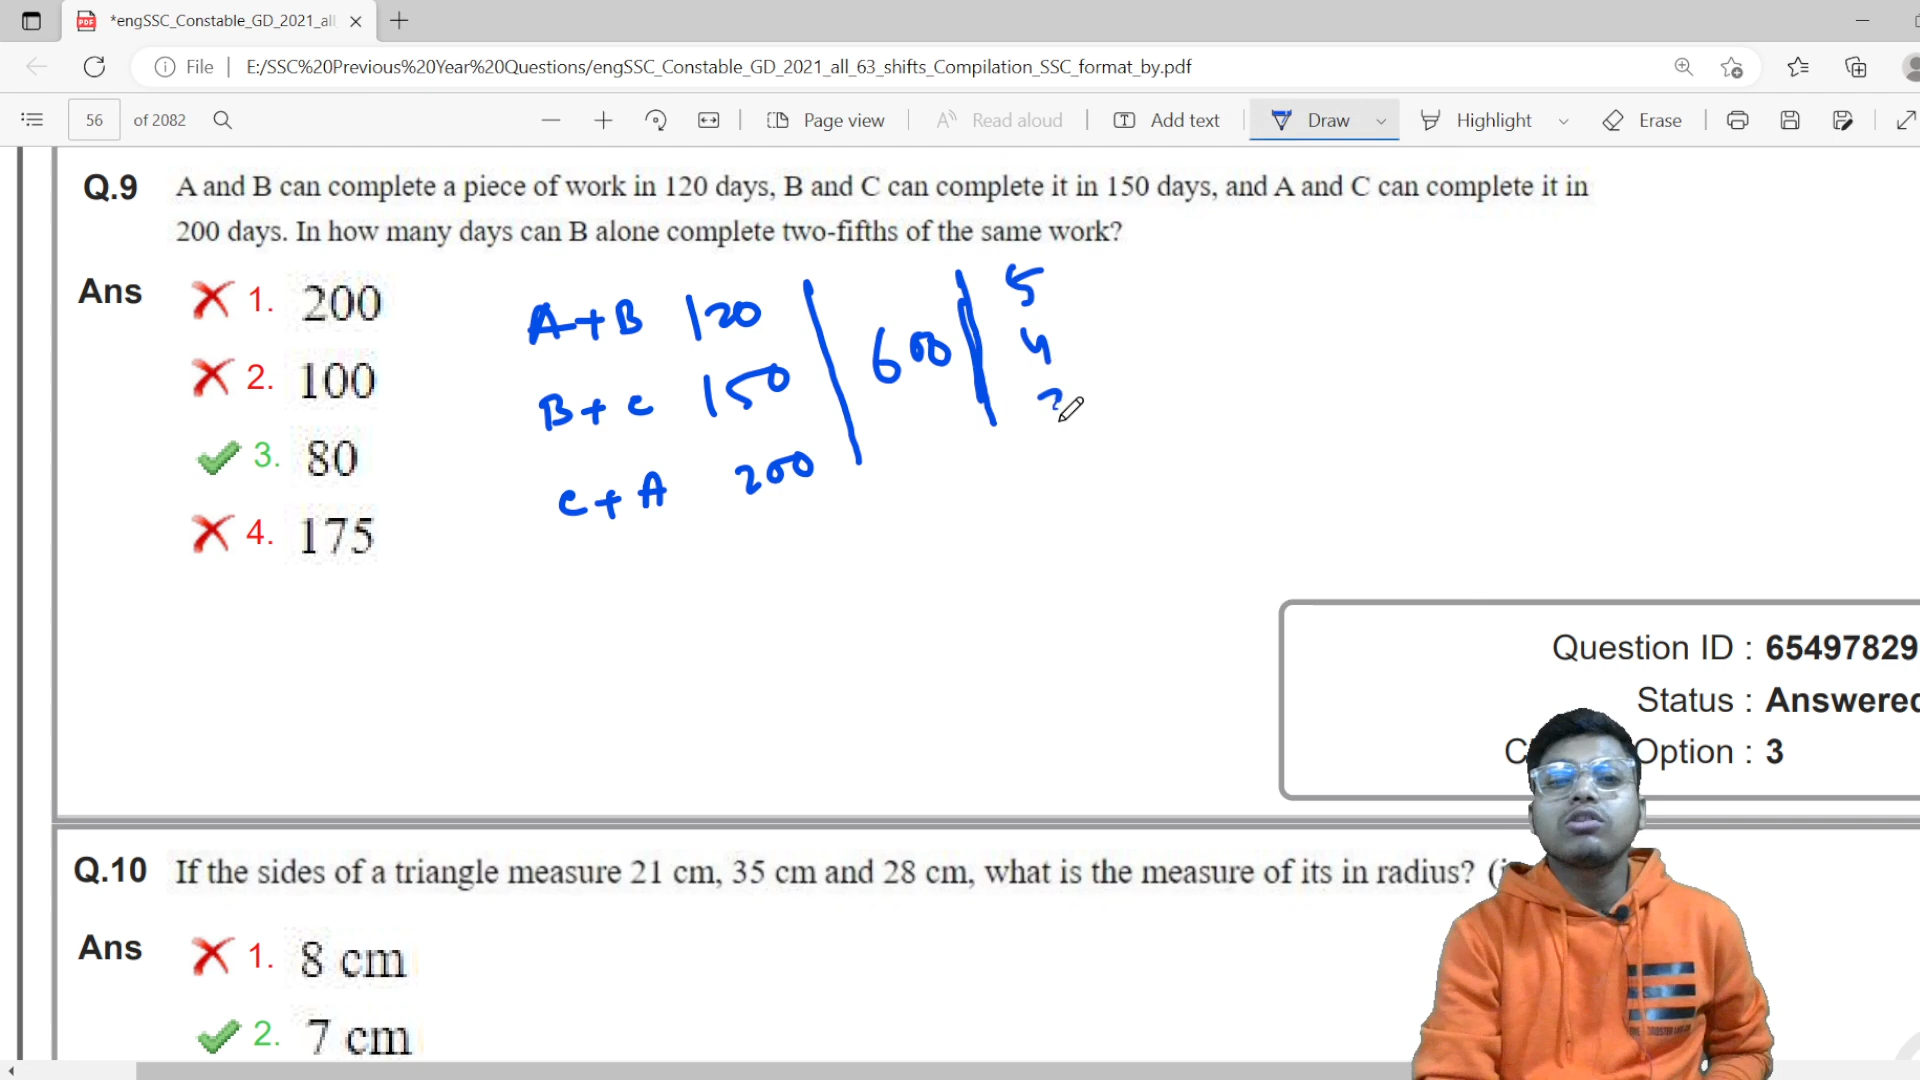 *engSSC_Constable_GD_2021_all
File E:/SSC%20Previous%20Year%20Questions/engSSC_Constable_GD_2021_all_63_shifts_Compilation_SSC_format_by.pdf
56 of 2082 Page view Read aloud Add text Draw Highlight Erase
Q.9 A and B can complete a piece of work in 120 days, B and C can complete it in 150 days, and A and C can complete it in
200 days. In how many days can B alone complete two-fifths of the same work?
Ans 1. 200
2. 100
3. 80
4. 175
A+B 120 600 5
B+C 150 4
C+A 200
Question ID : 65497829
Status : Answered
Option : 3
Q.10 If the sides of a triangle measure 21 cm, 35 cm and 28 cm, what is the measure of its in radius?
Ans 1. 8 cm
2. 7 cm